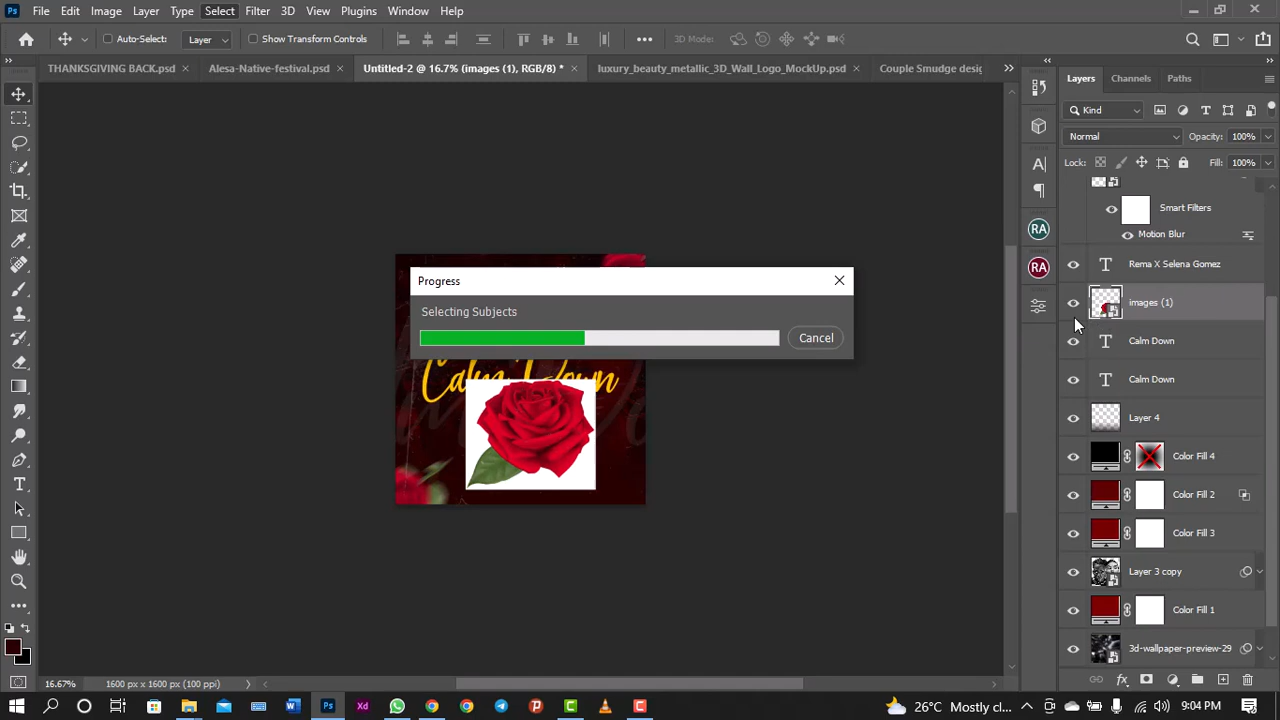 Ps File Edit Image Layer Type Select Filter 3D View Plugins Window Help
Auto-Select: Layer Show Transform Controls 3D Mode:
THANKSGIVING BACK.psd × Alesa-Native-festival.psd × Untitled-2 @ 16.7% (images (1), RGB/8) * × luxury_beauty_metallic_3D_Wall_Logo_MockUp.psd × Couple Smudge desig
Layers Channels Paths
Kind
Normal Opacity: 100%
Lock: Fill: 100%
Smart Filters
Motion Blur
Rema X Selena Gomez
images (1)
Calm Down
Calm Down
Layer 4
Color Fill 4
Color Fill 2
Color Fill 3
Layer 3 copy
Color Fill 1
3d-wallpaper-preview-29
RA
RA
Progress
Selecting Subjects
Cancel
Calm Down
16.67% 1600 px x 1600 px (100 ppi)
Ps Xd
26°C Mostly cl...
9:04 PM